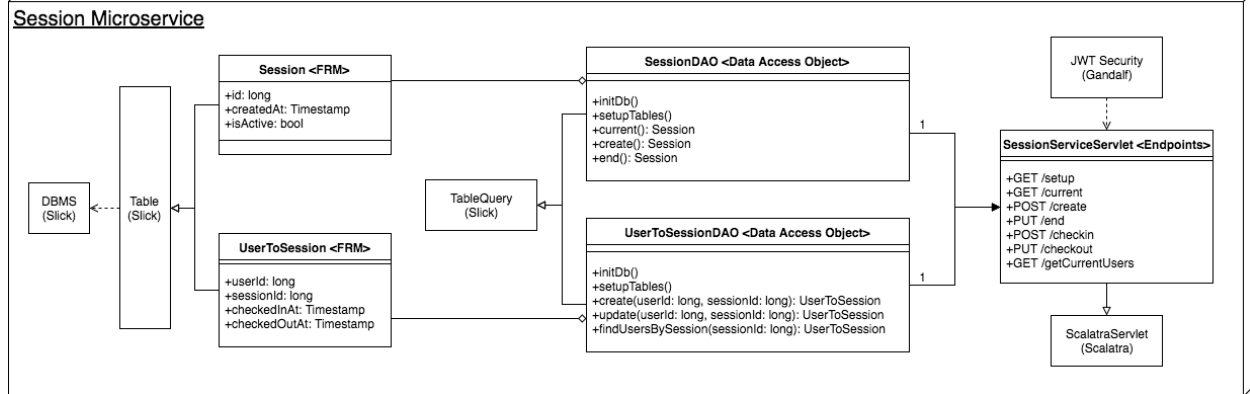 Session Microservice
DBMS
(Slick)
Table
(Slick)
Session <FRM>
+id: long
+createdAt: Timestamp
+isActive: bool
UserToSession <FRM>
+userId: long
+sessionId: long
+checkedInAt: Timestamp
+checkedOutAt: Timestamp
TableQuery
(Slick)
SessionDAO <Data Access Object>
+initDb()
+setupTables()
+current(): Session
+create(): Session
+end(): Session
1
UserToSessionDAO <Data Access Object>
+initDb()
+setupTables()
+create(userId: long, sessionId: long): UserToSession
+update(userId: long, sessionId: long): UserToSession
+findUsersBySession(sessionId: long): UserToSession
1
JWT Security
(Gandalf)
SessionServiceServlet <Endpoints>
+GET /setup
+GET /current
+POST /create
+PUT /end
+POST /checkin
+PUT /checkout
+GET /getCurrentUsers
ScalatraServlet
(Scalatra)